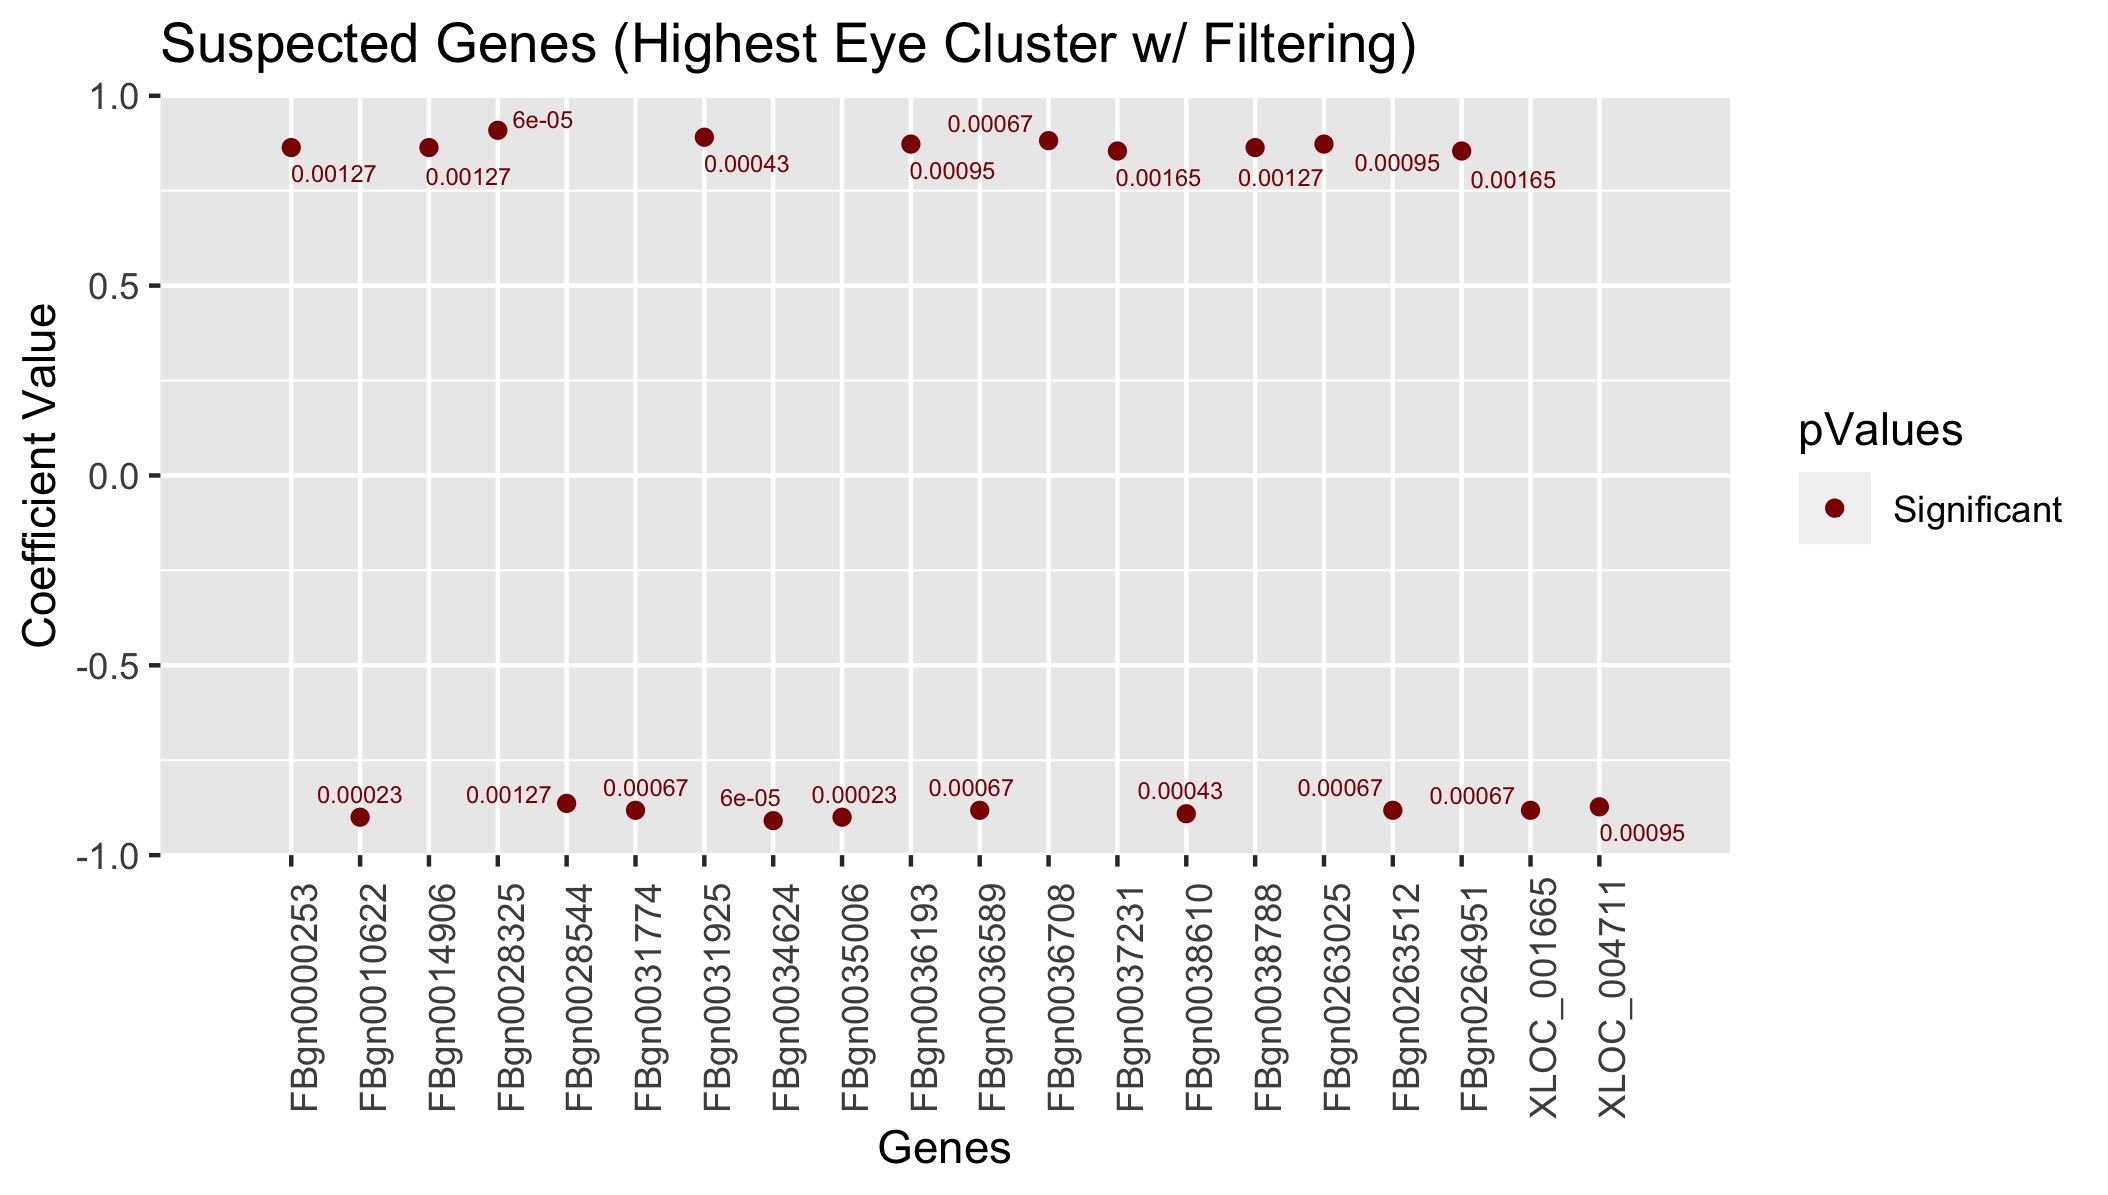 Suspected Genes (Highest Eye Cluster w/ Filtering)
Coefficient Value
1.0
0.5
0.0
-0.5
-1.0
0.00127
0.00127
6e-05
0.00043
0.00095
0.00067
0.00165
0.00127
0.00095
0.00165
0.00023
0.00127
0.00067
6e-05
0.00023
0.00067
0.00043
0.00067
0.00067
0.00095
FBgn0000253
FBgn0010622
FBgn0014906
FBgn0028325
FBgn0028544
FBgn0031774
FBgn0031925
FBgn0034624
FBgn0035006
FBgn0036193
FBgn0036589
FBgn0036708
FBgn0037231
FBgn0038610
FBgn0038788
FBgn0263025
FBgn0263512
FBgn0264951
XLOC_001665
XLOC_004711
Genes
pValues
Significant